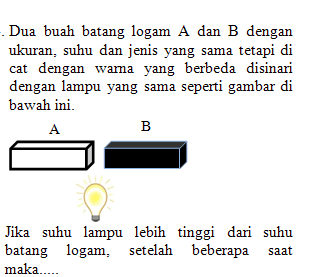 . Dua buah batang logam A dan B dengan
ukuran, suhu dan jenis yang sama tetapi di
cat dengan warna yang berbeda disinari
dengan lampu yang sama seperti gambar di
bawah ini.
A B
Jika suhu lampu lebih tinggi dari suhu
batang logam, setelah beberapa saat
maka.....